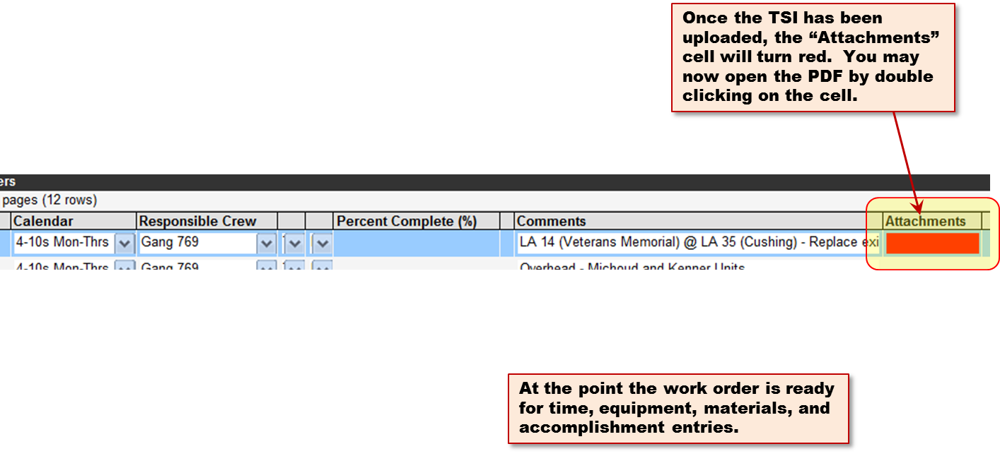 Once the TSI has been
uploaded, the “Attachments”
cell will turn red.  You may
now open the PDF by double
clicking on the cell.
ers
pages (12 rows)
Calendar Responsible Crew Percent Complete (%) Comments Attachments
4-10s Mon-Thrs Gang 769 LA 14 (Veterans Memorial) @ LA 35 (Cushing) - Replace exi
4-10s Mon-Thrs Gang 769 Overhead - Michoud and Kenner Units
At the point the work order is ready
for time, equipment, materials, and
accomplishment entries.